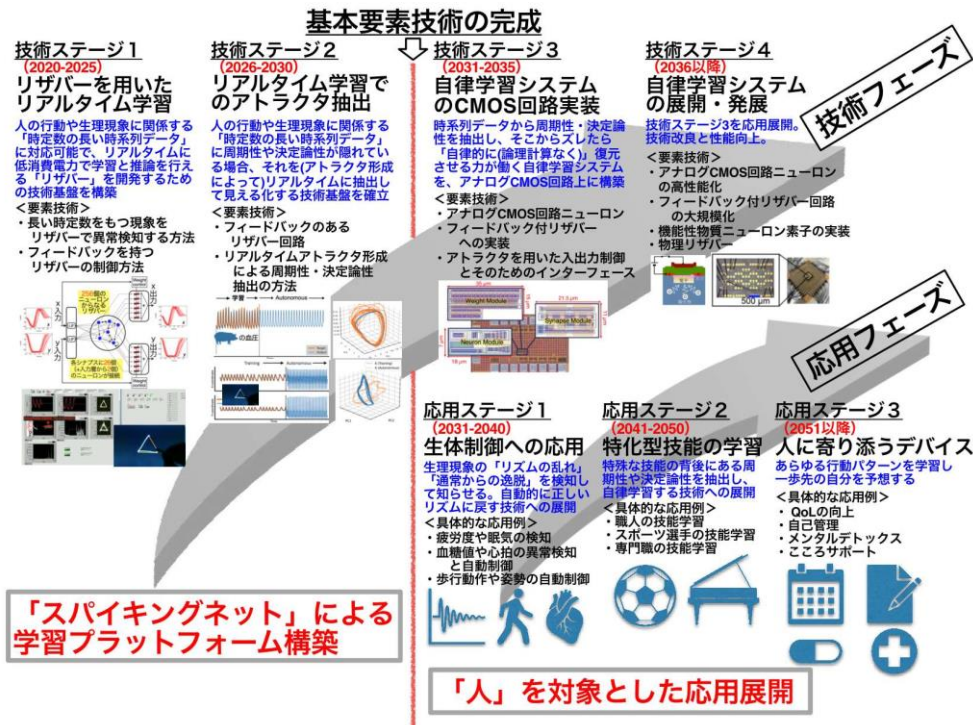 基本要素技術の完成
技術ステージ1
(2020-2025)
リザバーを用いた
リアルタイム学習
人の行動や生理現象に関係する
「時定数の長い時系列データ」
に対応可能で、リアルタイムに
低消費電力で学習と推論を行え
る「リザバー」を開発するため
の技術基盤を構築
<要素技術>
・長い時定数をもつ現象を
リザバーで異常検知する方法
・フィードバックを持つ
リザバーの制御方法
256個の
ニューロン
からなる
リザバー
X
入力
Y
入力
X
出力
Y
出力
Weight
Weight
技術ステージ2
(2026-2030)
リアルタイム学習で
のアトラクタ抽出
人の行動や生理現象に関係する
「時定数の長い時系列データ」
に周期性や決定論性が隠れてい
る場合、それを(アトラクタ形成
によって)リアルタイムに抽出し
て見える化する技術基盤を確立
<要素技術>
・フィードバックのある
リザバー回路
・リアルタイムアトラクタ形成
による周期性・決定論性
抽出の方法
学習
Autonomous
の血圧
Training
Autonomous
技術ステージ3
(2031-2035)
自律学習システム
のCMOS回路実装
時系列データから周期性・決定論
性を抽出し、そこからズレたら
「自律的に(論理計算なく)」復元
させる力が働く自律学習システム
を、アナログCMOS回路上に構築
<要素技術>
・アナログCMOS回路ニューロン
・フィードバック付リザバー
への実装
・アトラクタを用いた入出力制御
とそのためのインターフェース
Weight Module
21.5 μm
Synapse Module
Neuron Module
技術ステージ4
(2036以降)
自律学習システム
の展開・発展
技術ステージ3を応用展開。
技術改良と性能向上。
<要素技術>
・アナログCMOS回路ニューロン
の高性能化
・フィードバック付リザバー回路
の大規模化
・機能性物質ニューロン素子の実装
・物理リザバー
500 μm
技術フェーズ
応用フェーズ
応用ステージ1
(2031-2040)
生体制御への応用
生理現象の「リズムの乱れ」
「通常からの逸脱」を検知し
て知らせる。自動的に正しい
リズムに戻す技術への展開
<具体的な応用例>
・疲労度や眠気の検知
・血糖値や心拍の異常検知
と自動制御
・歩行動作や姿勢の自動制御
応用ステージ2
(2041-2050)
特化型技能の学習
特殊な技能の背後にある周
期性や決定論性を抽出し、
自律学習する技術への展開
<具体的な応用例>
・職人の技能学習
・スポーツ選手の技能学習
・専門職の技能学習
応用ステージ3
(2051以降)
人に寄り添うデバイス
あらゆる行動パターンを学習し
一歩先の自分を予想する
<具体的な応用例>
・QoLの向上
・自己管理
・メンタルデトックス
・こころサポート
「スパイキングネット」による
学習プラットフォーム構築
「人」を対象とした応用展開